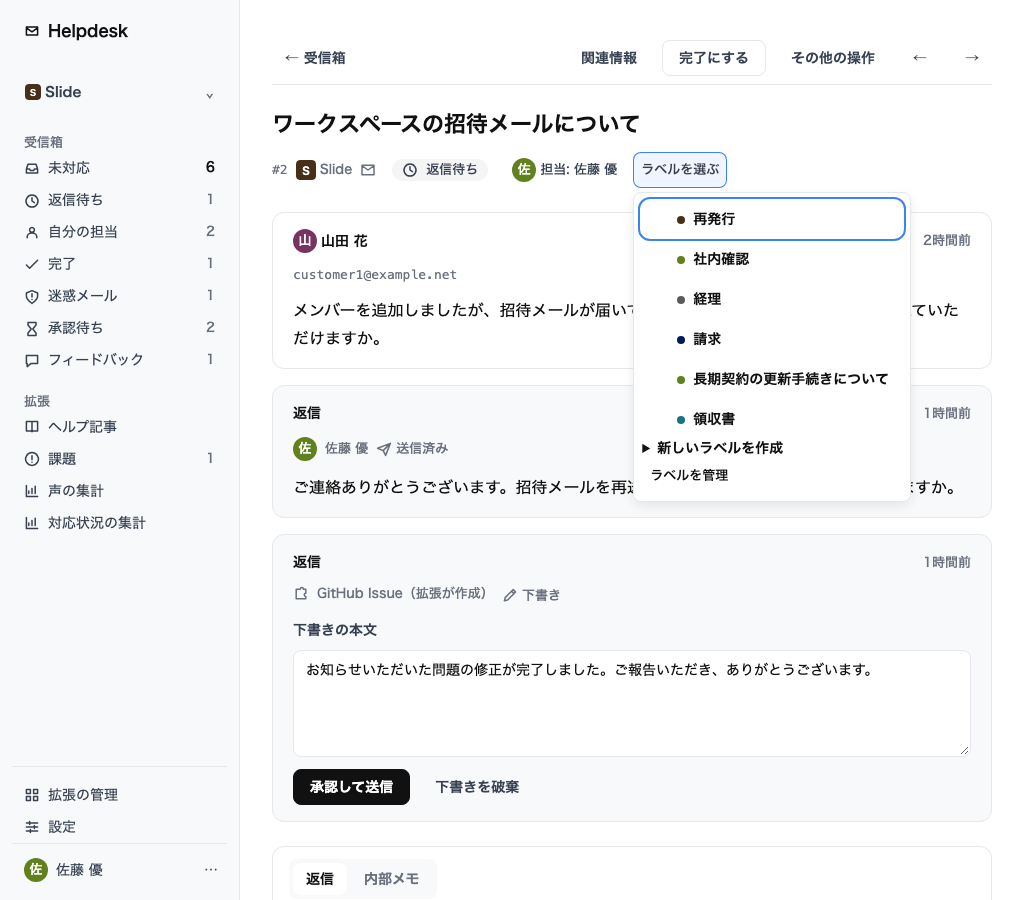 Helpdesk
S Slide
受信箱
未対応 6
返信待ち 1
自分の担当 2
完了 1
迷惑メール 1
承認待ち 2
フィードバック 1
拡張
ヘルプ記事
課題 1
声の集計
対応状況の集計
拡張の管理
設定
佐 佐藤 優 …
← 受信箱 関連情報 完了にする その他の操作 ← →
ワークスペースの招待メールについて
#2 S Slide 返信待ち 佐 担当: 佐藤 優 ラベルを選ぶ
再発行
社内確認
経理
請求
長期契約の更新手続きについて
領収書
▶ 新しいラベルを作成
ラベルを管理
山 山田 花 2時間前
customer1@example.net
メンバーを追加しましたが、招待メールが届いて
ていた
だけますか。
返信 1時間前
佐 佐藤 優 送信済み
ご連絡ありがとうございます。招待メールを再送
ますか。
返信 1時間前
GitHub Issue（拡張が作成） 下書き
下書きの本文
お知らせいただいた問題の修正が完了しました。ご報告いただき、ありがとうございます。
承認して送信 下書きを破棄
返信 内部メモ